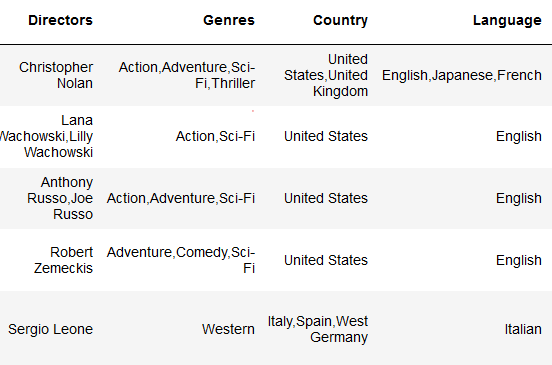 Directors Genres Country Language
Christopher Nolan Action,Adventure,Sci-Fi,Thriller United States,United Kingdom English,Japanese,French
Lana Wachowski,Lilly Wachowski Action,Sci-Fi United States English
Anthony Russo,Joe Russo Action,Adventure,Sci-Fi United States English
Robert Zemeckis Adventure,Comedy,Sci-Fi United States English
Sergio Leone Western Italy,Spain,West Germany Italian